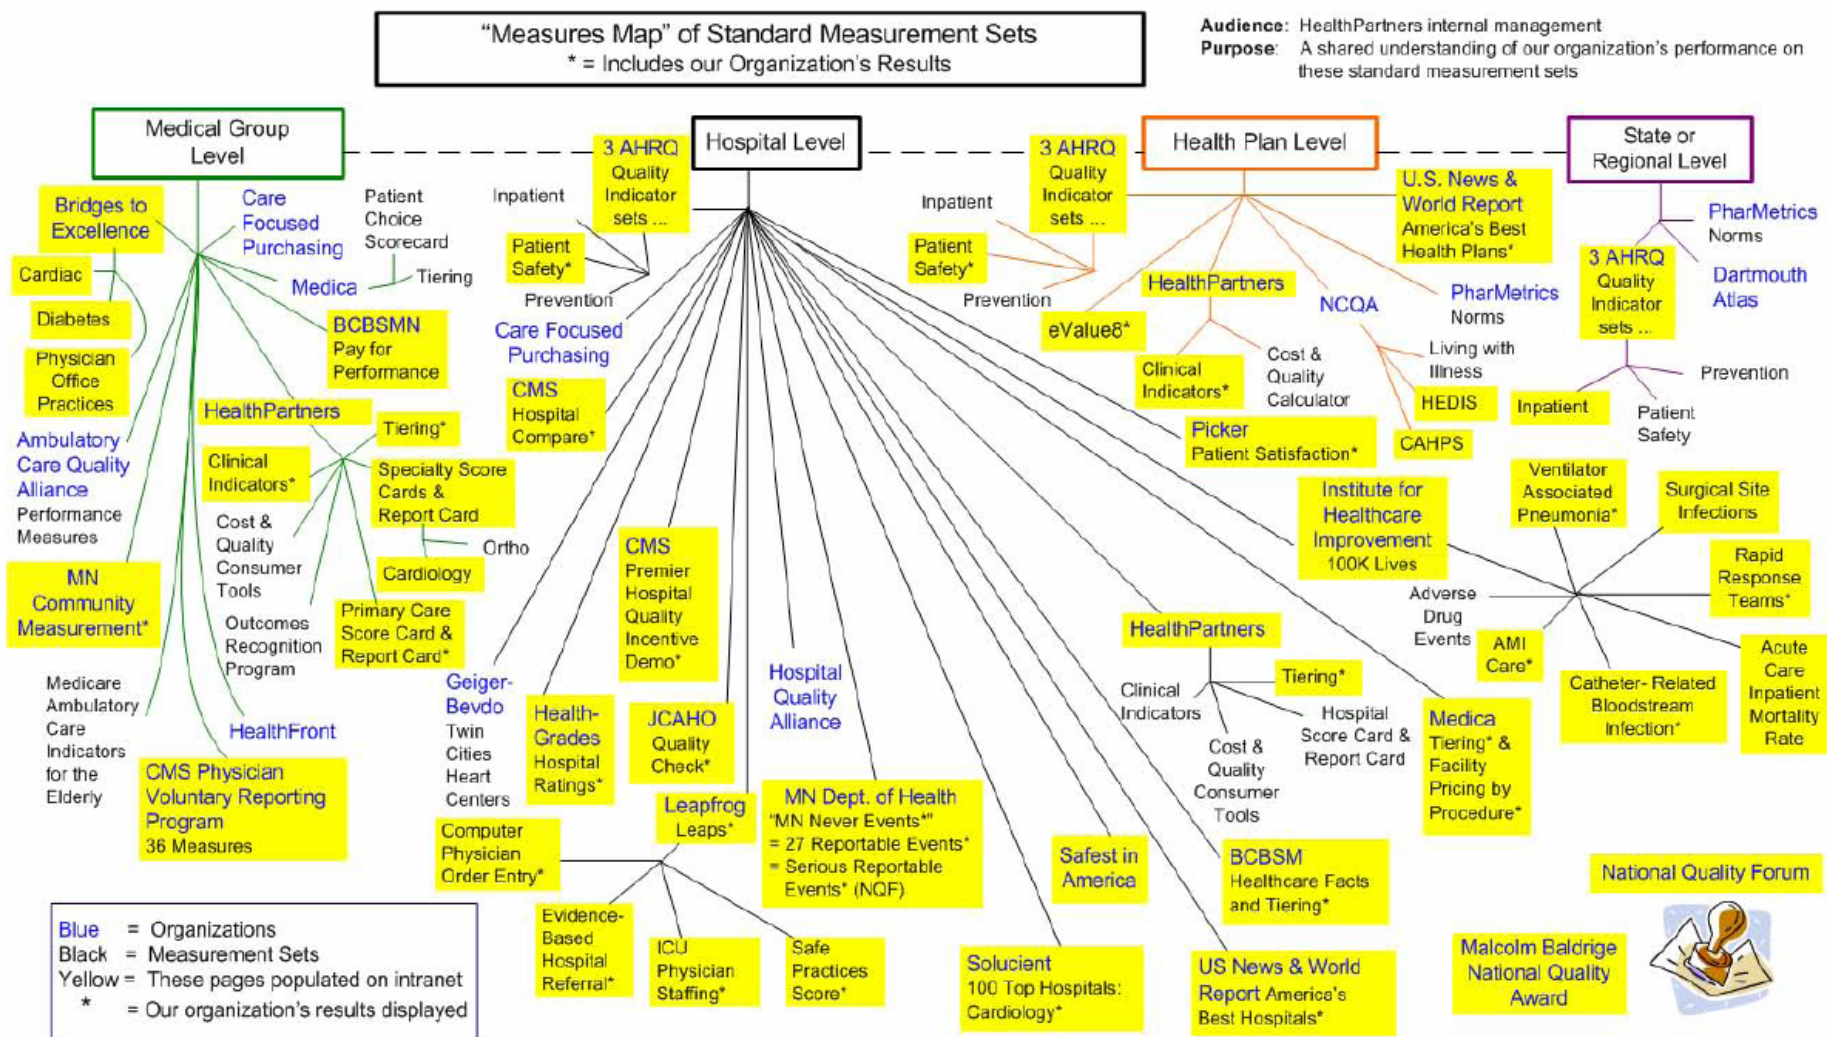 “Measures Map” of Standard Measurement Sets
* = Includes our Organization’s Results
Audience: HealthPartners internal management
Purpose: A shared understanding of our organization’s performance on
these standard measurement sets
Medical Group
Level
Bridges to
Excellence
Cardiac
Diabetes
Physician
Office
Practices
Care
Focused
Purchasing
Patient
Choice
Scorecard
Medica
Tiering
BCBSMN
Pay for
Performance
HealthPartners
Tiering*
Clinical
Indicators*
Specialty Score
Cards &
Report Card
Ortho
Cardiology
Cost &
Quality
Consumer
Tools
Outcomes
Recognition
Program
Primary Care
Score Card &
Report Card*
Ambulatory
Care Quality
Alliance
Performance
Measures
MN
Community
Measurement*
Medicare
Ambulatory
Care
Indicators
for the
Elderly
HealthFront
CMS Physician
Voluntary Reporting
Program
36 Measures
Hospital Level
3 AHRQ
Quality
Indicator
sets ...
Inpatient
Patient
Safety*
Prevention
Care Focused
Purchasing
CMS
Hospital
Compare*
Geiger-
Bevdo
Twin
Cities
Heart
Centers
Health-
Grades
Hospital
Ratings*
CMS
Premier
Hospital
Quality
Incentive
Demo*
JCAHO
Quality
Check*
Leapfrog
Leaps*
Computer
Physician
Order Entry*
Evidence-
Based
Hospital
Referral*
ICU
Physician
Staffing*
Safe
Practices
Score*
Hospital
Quality
Alliance
MN Dept. of Health
“MN Never Events*”
= 27 Reportable Events*
= Serious Reportable
Events* (NQF)
Solucient
100 Top Hospitals:
Cardiology*
Safest in
America
US News & World
Report America’s
Best Hospitals*
BCBSM
Healthcare Facts
and Tiering*
HealthPartners
Clinical
Indicators
Tiering*
Cost &
Quality
Consumer
Tools
Hospital
Score Card &
Report Card
Medica
Tiering* &
Facility
Pricing by
Procedure*
Institute for
Healthcare
Improvement
100K Lives
Ventilator
Associated
Pneumonia*
Surgical Site
Infections
Rapid
Response
Teams*
Adverse
Drug
Events
AMI
Care*
Catheter- Related
Bloodstream
Infection*
Acute
Care
Inpatient
Mortality
Rate
Picker
Patient Satisfaction*
Health Plan Level
3 AHRQ
Quality
Indicator
sets ...
Inpatient
Patient
Safety*
Prevention
eValue8*
HealthPartners
Clinical
Indicators*
Cost &
Quality
Calculator
NCQA
Living with
Illness
HEDIS
CAHPS
PharMetrics
Norms
U.S. News &
World Report
America’s Best
Health Plans*
State or
Regional Level
PharMetrics
Norms
Dartmouth
Atlas
3 AHRQ
Quality
Indicator
sets ...
Inpatient
Patient
Safety
Prevention
National Quality Forum
Malcolm Baldrige
National Quality
Award
Blue = Organizations
Black = Measurement Sets
Yellow = These pages populated on intranet
* = Our organization’s results displayed